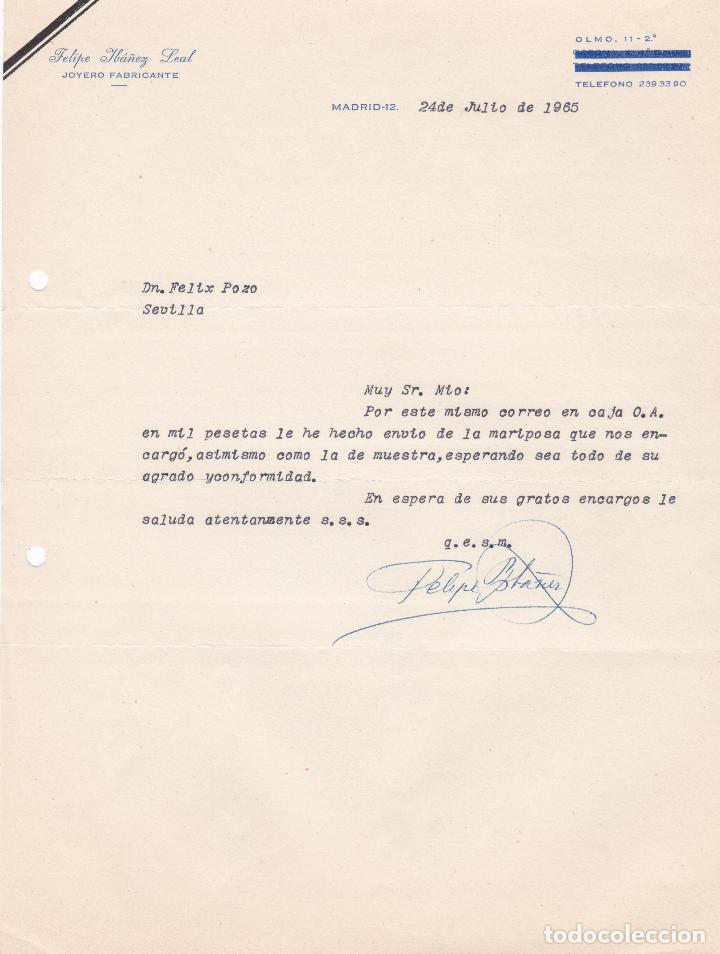 Felipe Ibáñez Leal
JOYERO FABRICANTE
OLMO, 11 - 2.º
TELEFONO 239 33 90
MADRID-12. 24de Julio de 1965
Dn. Felix Pozo
Sevilla
Muy Sr. Mio:
Por este mismo correo en caja O.A.
en mil pesetas le he hecho envio de la mariposa que nos en-
cargó,asimismo como la de muestra,esperando sea todo de su
agrado yconformidad.
En espera de sus gratos encargos le
saluda atentanmente s.s.s.
q.e.s.m.
Felipe Ibáñez
todocoleccion.net